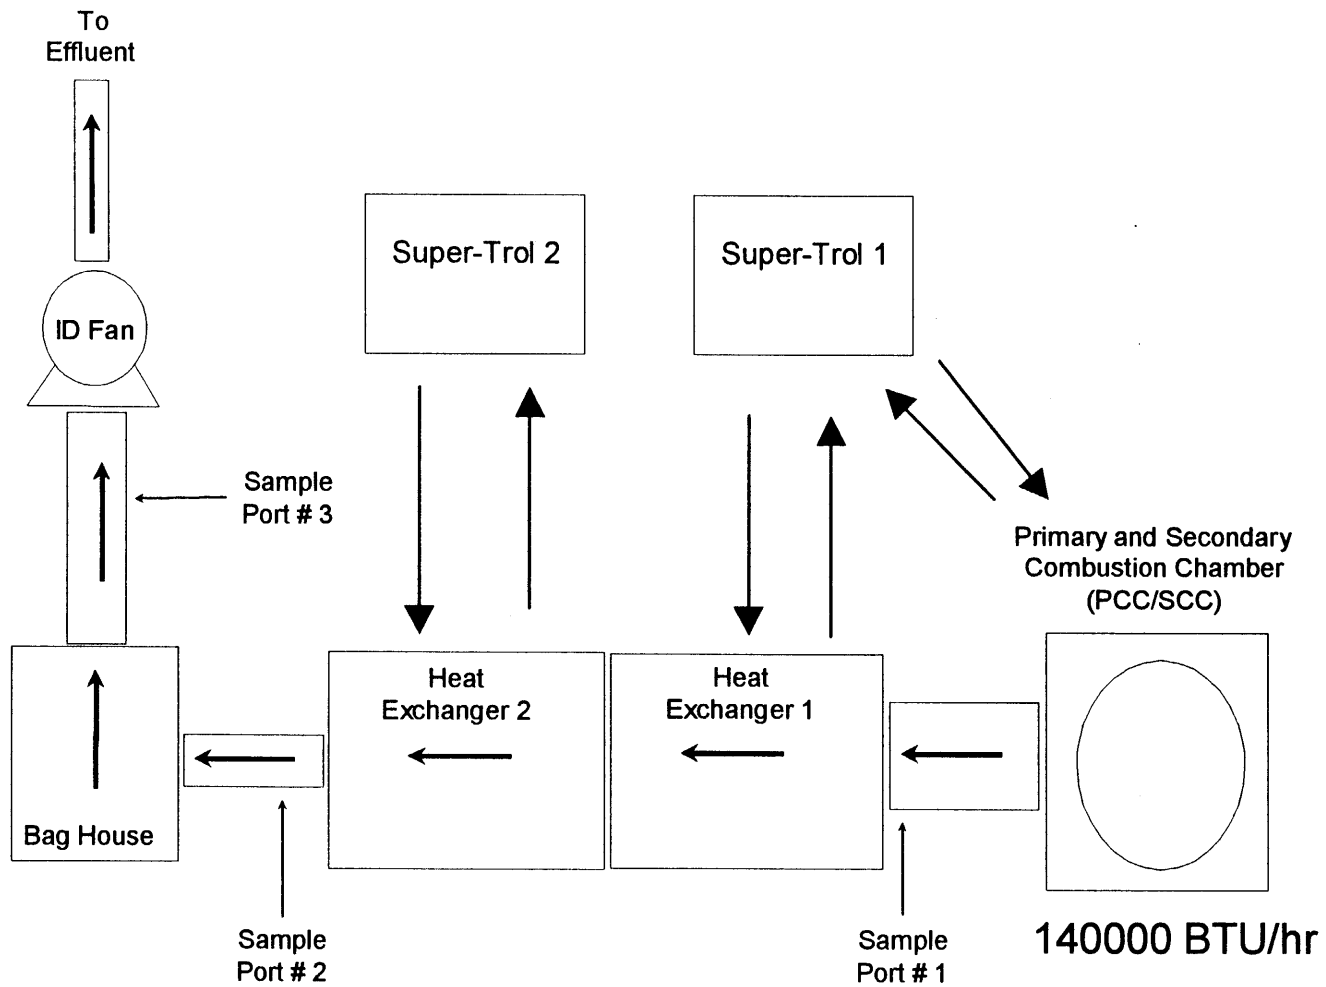 To
Effluent
Super-Trol 2
Super-Trol 1
ID Fan
Sample
Port # 3
Primary and Secondary
Combustion Chamber
(PCC/SCC)
Heat
Exchanger 2
Heat
Exchanger 1
Bag House
Sample
Port # 2
Sample
Port # 1
140000 BTU/hr